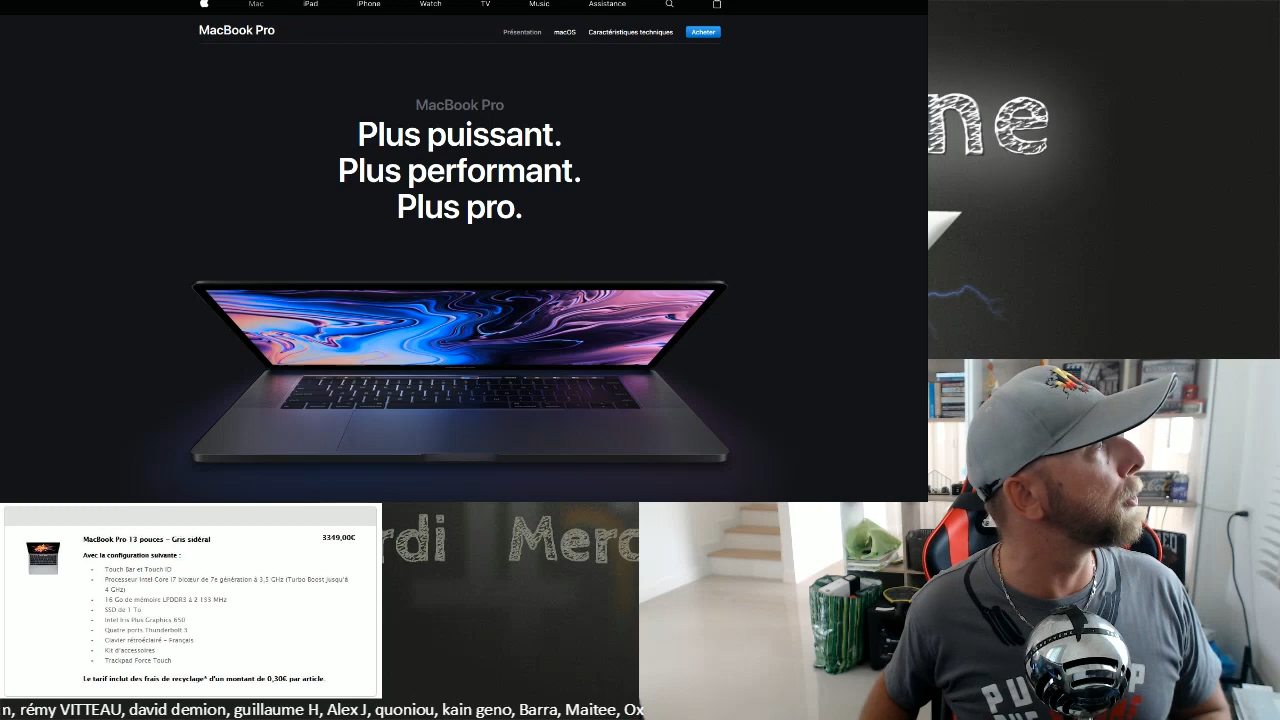 Mac iPad iPhone Watch TV Music Assistance
MacBook Pro
Présentation macOS Caractéristiques techniques Acheter
MacBook Pro
Plus puissant.
Plus performant.
Plus pro.
ne
MacBook Pro 13 pouces - Gris sidéral 3349,00€
Avec la configuration suivante :
- Touch Bar et Touch ID
- Processeur Intel Core i7 bicœur de 7e génération à 3,5 GHz (Turbo Boost jusqu'à
4 GHz)
- 16 Go de mémoire LPDDR3 à 2 133 MHz
- SSD de 1 To
- Intel Iris Plus Graphics 650
- Quatre ports Thunderbolt 3
- Clavier rétroéclairé - Français
- Kit d'accessoires
- Trackpad Force Touch
Le tarif inclut des frais de recyclage* d'un montant de 0,30€ par article.
rdi Merc
n, rémy VITTEAU, david demion, guillaume H, Alex J, quoniou, kain geno, Barra, Maitee, Ox